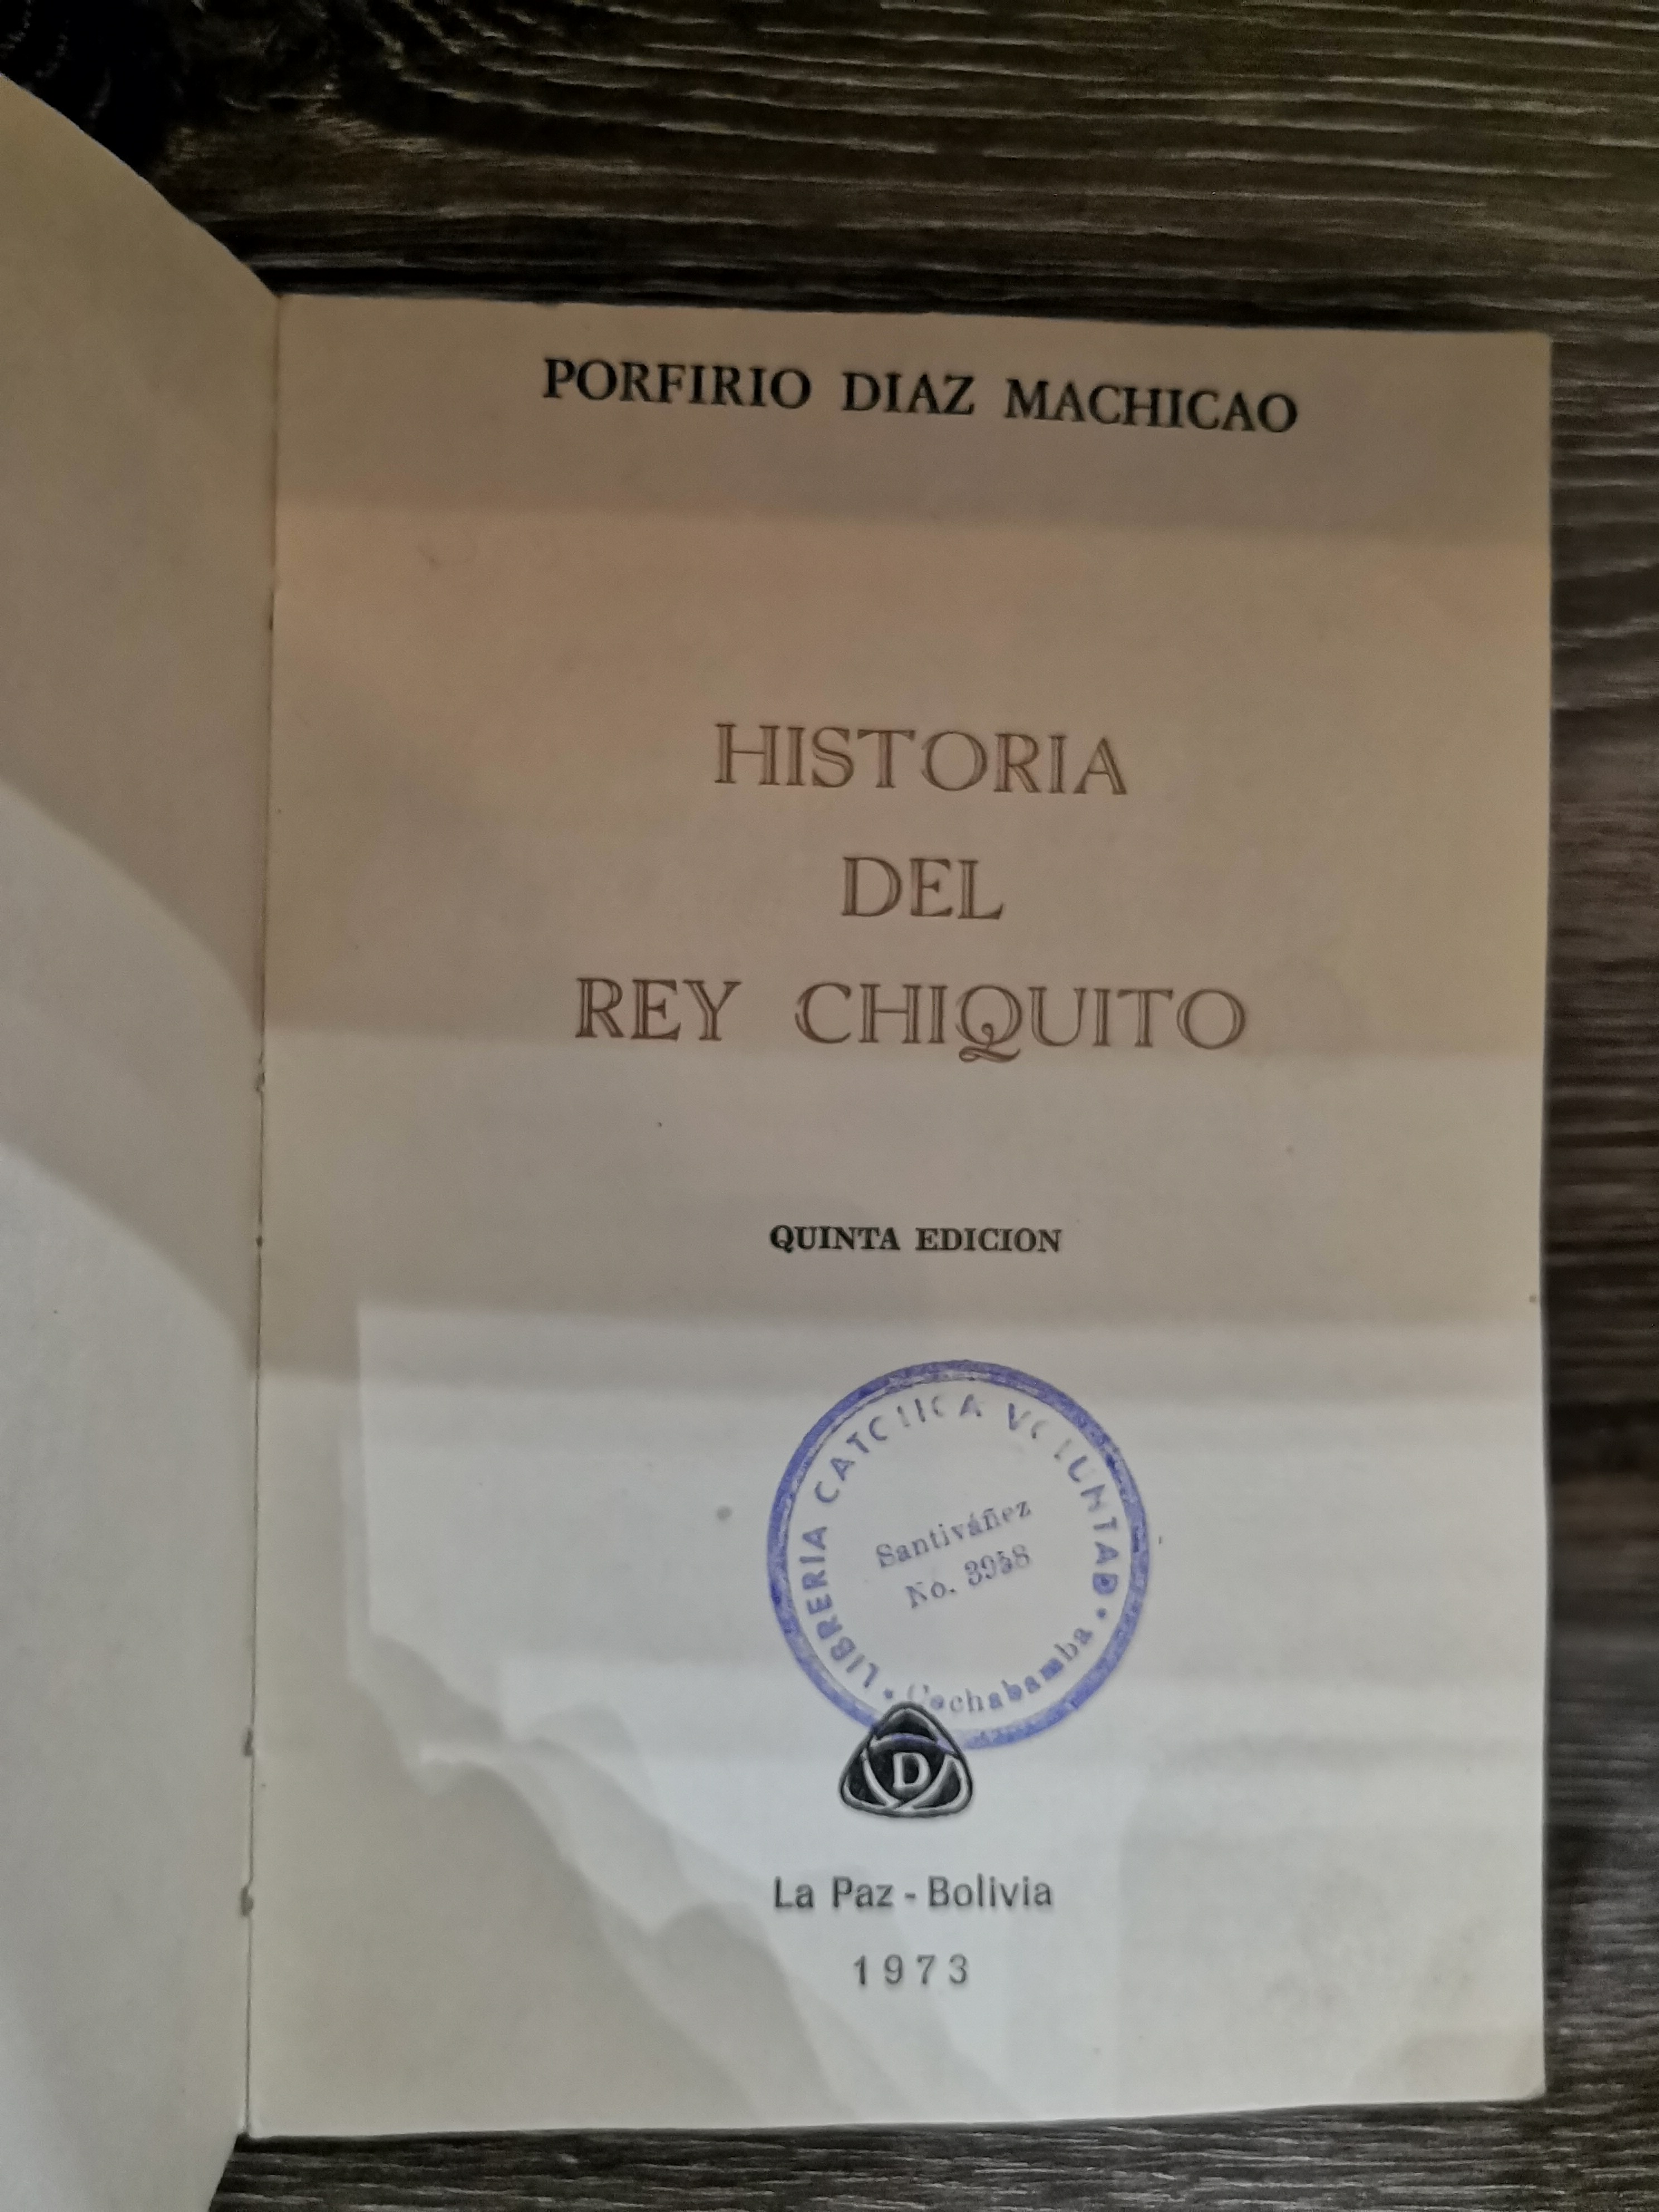 PORFIRIO DIAZ MACHICAO
HISTORIA
DEL
REY CHIQUITO
QUINTA EDICION
LIBRERIA CATOLICA VOLUNTAD
Santiváñez
No. 3958
Cochabamba
D
La Paz - Bolivia
1973